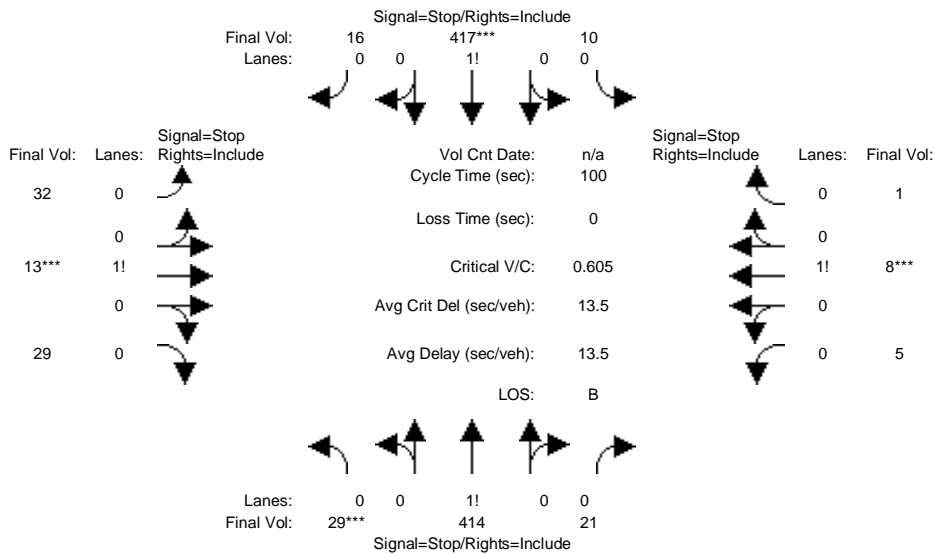 Signal=Stop/Rights=Include
Final Vol: 16 417*** 10
Lanes: 0 0 1! 0 0
Signal=Stop Signal=Stop
Final Vol: Lanes: Rights=Include Vol Cnt Date: n/a Rights=Include Lanes: Final Vol:
Cycle Time (sec): 100
32 0 0 1
Loss Time (sec): 0
0 0
13*** 1! Critical V/C: 0.605 1! 8***
0 Avg Crit Del (sec/veh): 13.5 0
29 0 Avg Delay (sec/veh): 13.5 0 5
LOS: B
Lanes: 0 0 1! 0 0
Final Vol: 29*** 414 21
Signal=Stop/Rights=Include